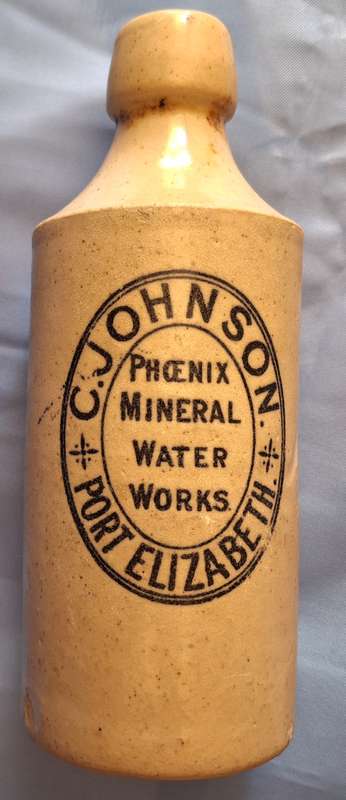 C. JOHNSON.
PHŒNIX
MINERAL
WATER
WORKS.
PORT ELIZABETH.